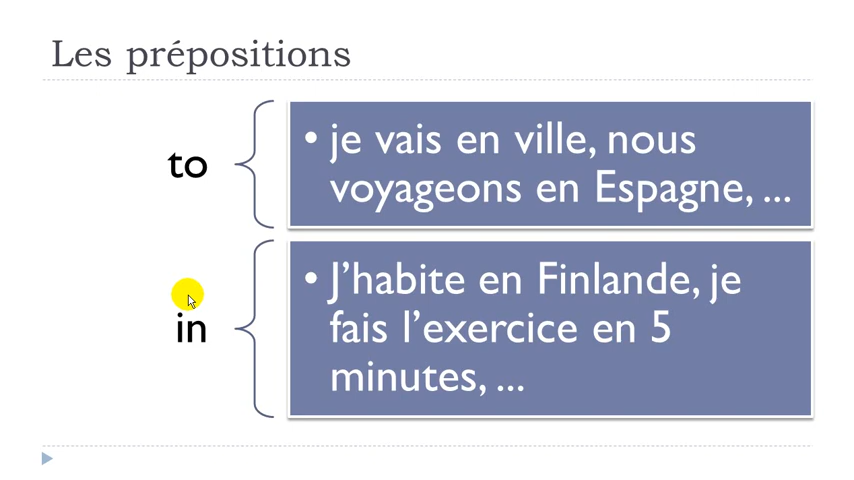 Les prépositions
to
• je vais en ville, nous
voyageons en Espagne, ...
in
• J’habite en Finlande, je
fais l’exercice en 5
minutes, ...